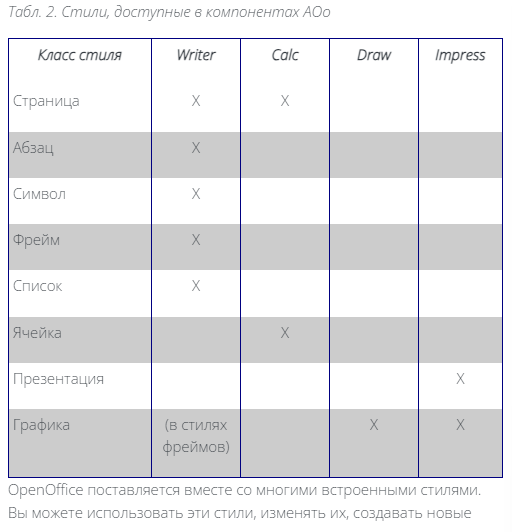 Табл. 2. Стили, доступные в компонентах AOo
Класс стиля Writer Calc Draw Impress
Страница X X
Абзац X
Символ X
Фрейм X
Список X
Ячейка X
Презентация X
Графика (в стилях фреймов) X X
OpenOffice поставляется вместе со многими встроенными стилями.
Вы можете использовать эти стили, изменять их, создавать новые